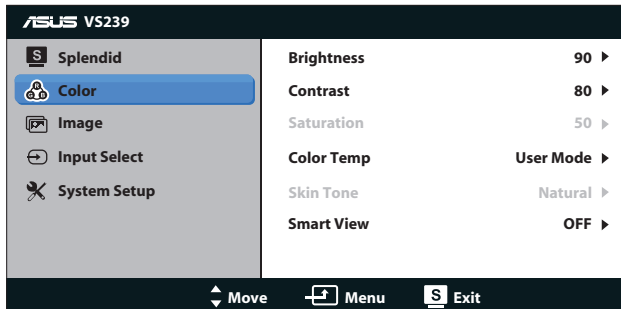 ASUS VS239
S Splendid
R G B Color
Image
Input Select
System Setup
Brightness 90
Contrast 80
Saturation 50
Color Temp User Mode
Skin Tone Natural
Smart View OFF
Move Menu S Exit